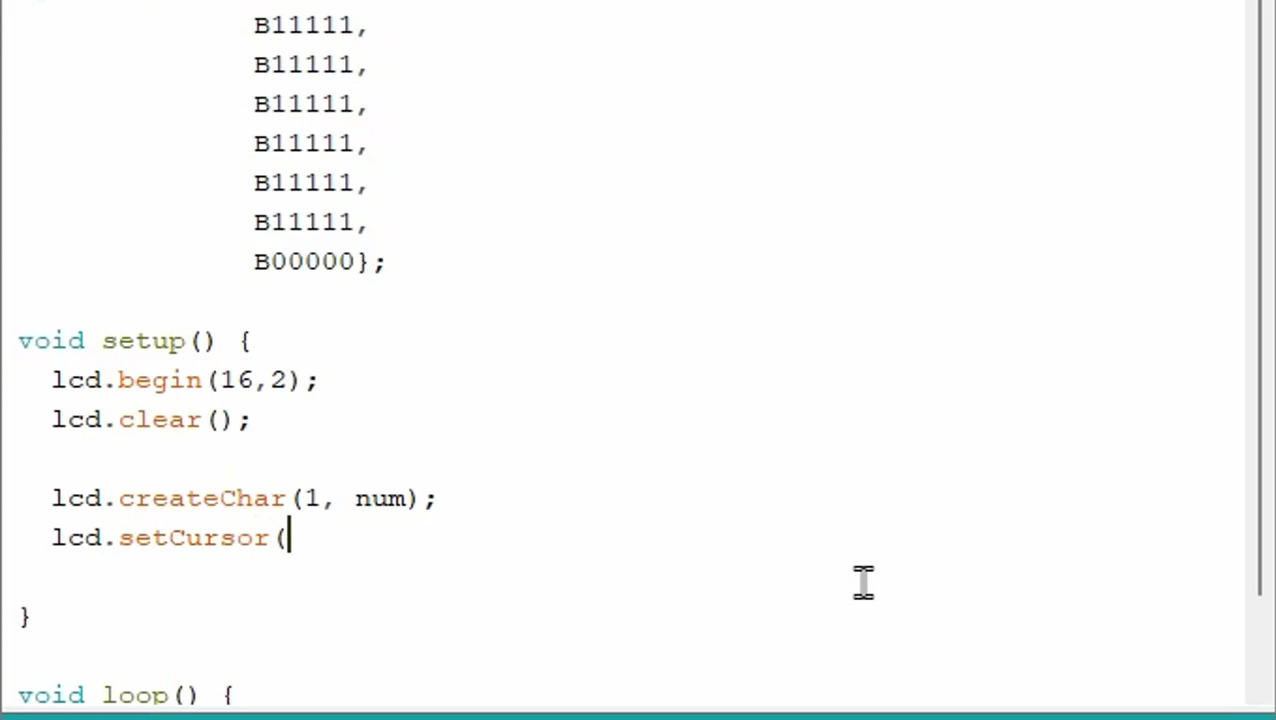 B11111,
B11111,
B11111,
B11111,
B11111,
B11111,
B00000};
void setup() {
lcd.begin(16,2);
lcd.clear();
lcd.createChar(1, num);
lcd.setCursor(
}
void loop() {